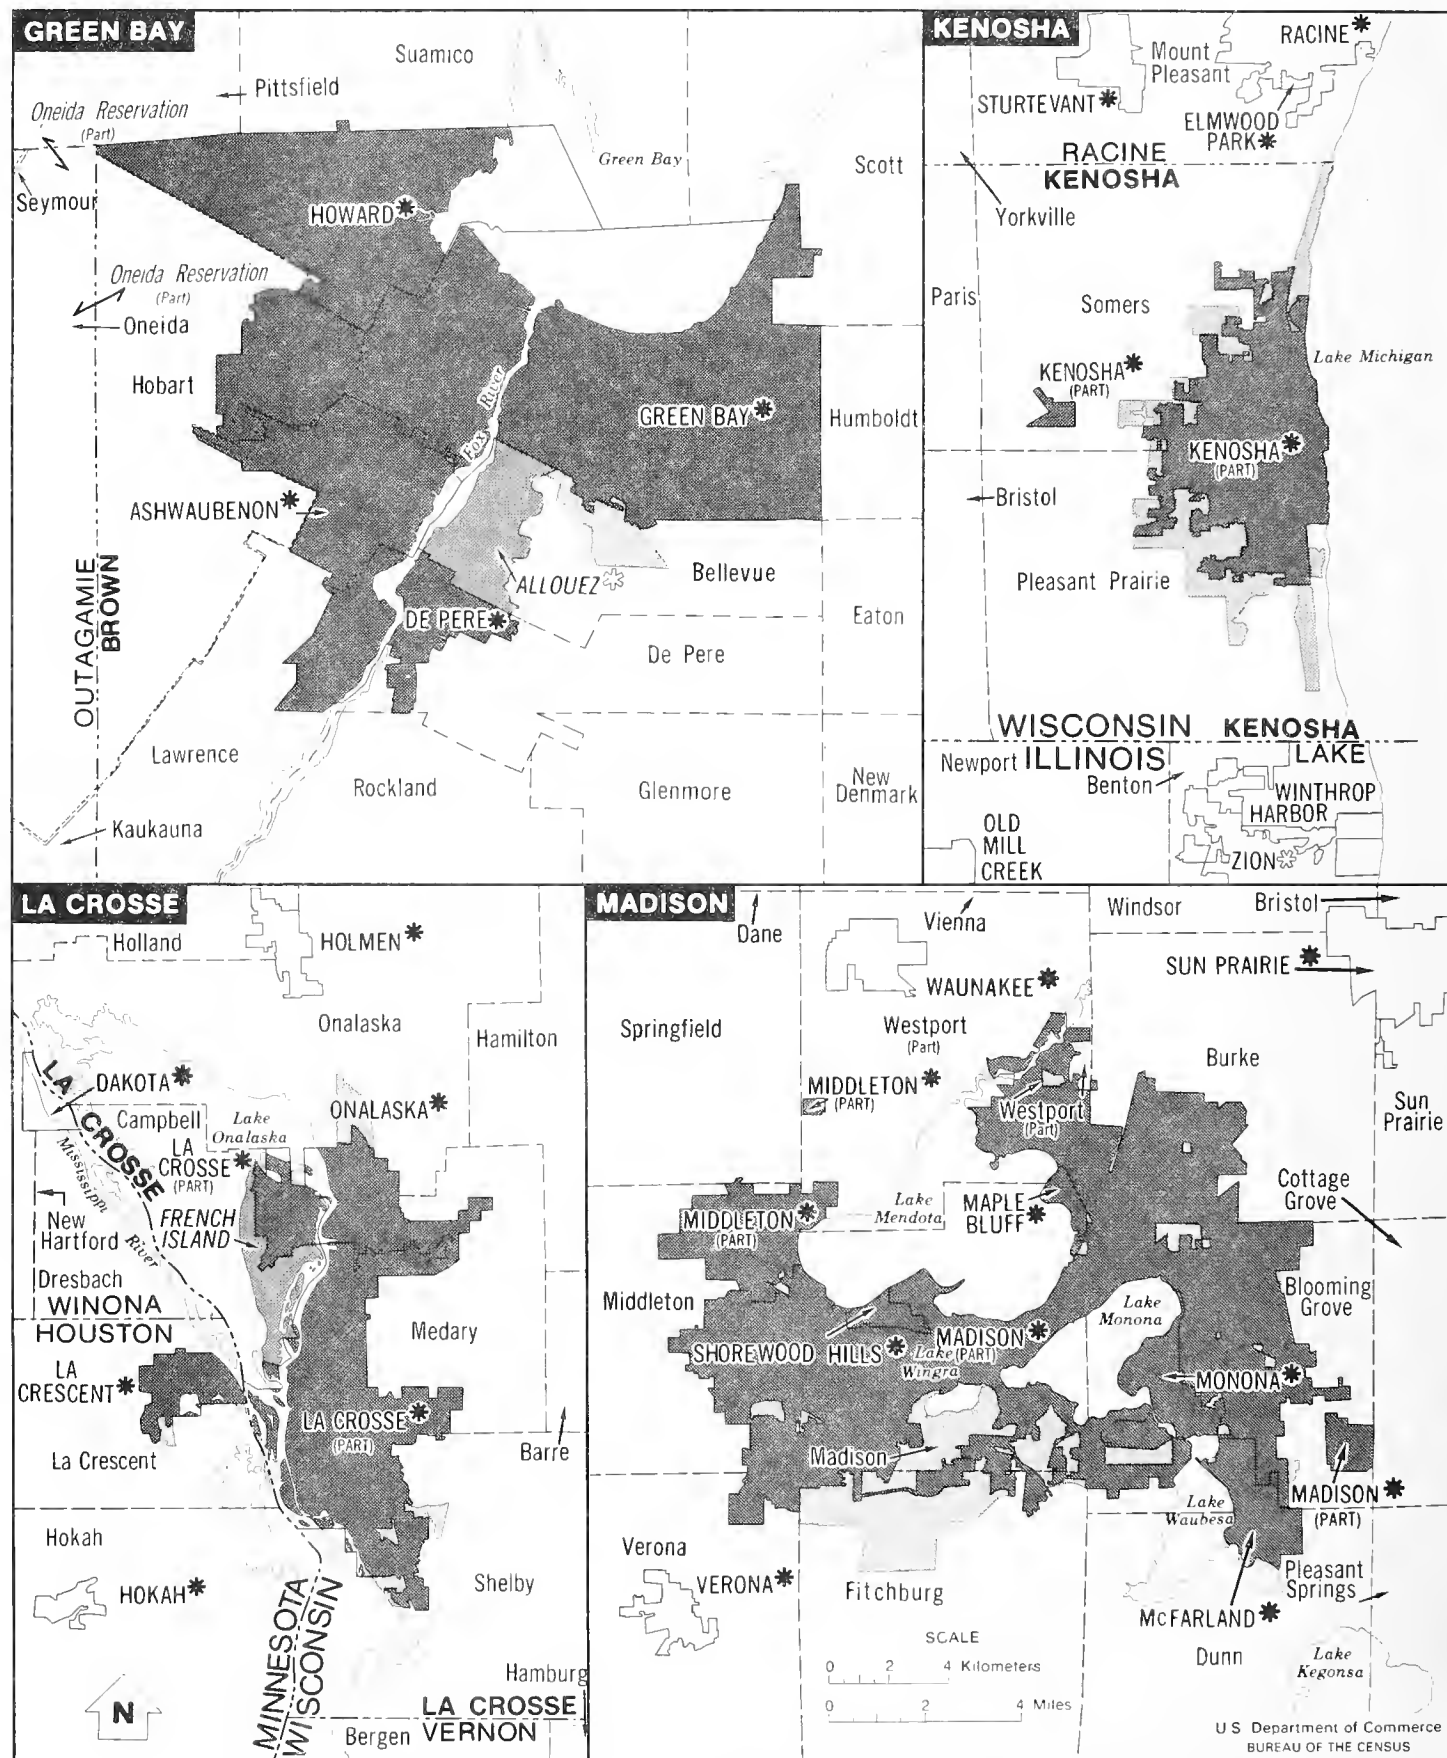 GREEN BAY
Suamico
Pittsfield
Oneida Reservation
(Part)
Green Bay
Scott
Seymour
HOWARD
Oneida Reservation
(Part)
Oneida
Hobart
Fox River
GREEN BAY
Humboldt
ASHWAUBENON
ALLOUEZ
Bellevue
OUTAGAMIE
BROWN
DE PERE
Eaton
De Pere
Lawrence
Rockland
Glenmore
New
Denmark
Kaukauna
KENOSHA
RACINE
Mount
Pleasant
STURTEVANT
ELMWOOD
PARK
RACINE
KENOSHA
Yorkville
Paris
Somers
Lake Michigan
KENOSHA
(PART)
KENOSHA
(PART)
Bristol
Pleasant Prairie
WISCONSIN KENOSHA
ILLINOIS LAKE
Newport
Benton
WINTHROP
HARBOR
OLD
MILL
CREEK
ZION
LA CROSSE
Holland
HOLMEN
Onalaska
Hamilton
LA CROSSE
DAKOTA
Campbell
Lake
Onalaska
ONALASKA
LA
CROSSE
(PART)
Mississipi River
New
Hartford
FRENCH
ISLAND
Dresbach
WINONA
HOUSTON
Medary
LA
CRESCENT
LA CROSSE
(PART)
La Crescent
Barre
Hokah
HOKAH
Shelby
MINNESOTA
WISCONSIN
Hamburg
LA CROSSE
VERNON
Bergen
N
MADISON
Dane
Vienna
Windsor
Bristol
WAUNAKEE
SUN PRAIRIE
Springfield
Westport
(Part)
Burke
MIDDLETON
(PART)
Westport
(Part)
Sun
Prairie
Cottage
Grove
Lake
Mendota
MAPLE
BLUFF
MIDDLETON
(PART)
Middleton
Blooming
Grove
Lake
Monona
SHOREWOOD HILLS
MADISON
(PART)
Lake
Wingra
MONONA
Madison
MADISON
(PART)
Lake
Waubesa
Verona
VERONA
Fitchburg
Pleasant
Springs
McFARLAND
Dunn
Lake
Kegonsa
SCALE
0 2 4 Kilometers
0 2 4 Miles
U S Department of Commerce
BUREAU OF THE CENSUS